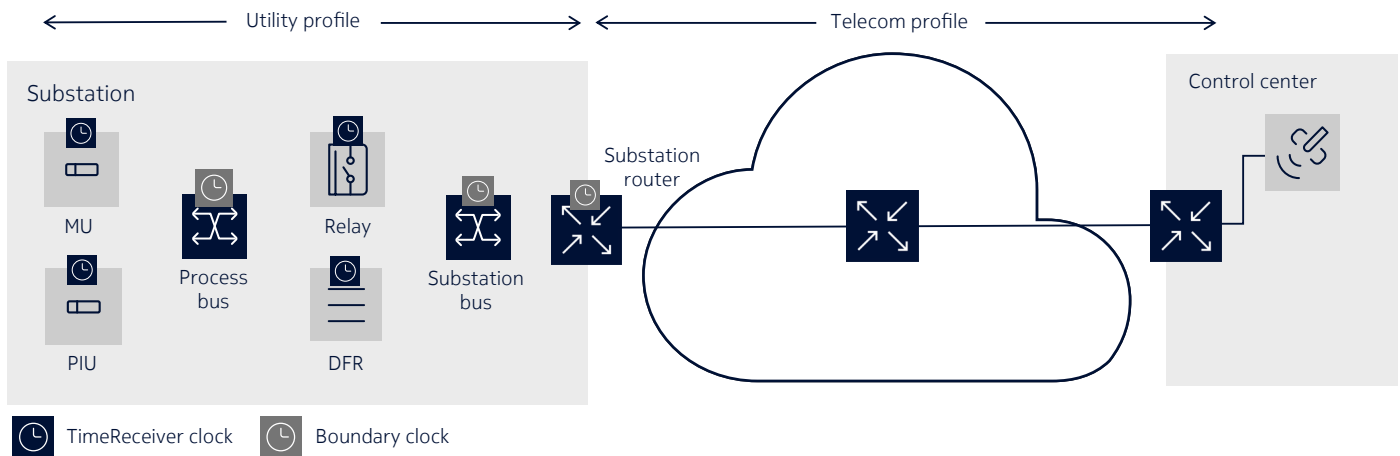 Utility profile
Telecom profile
Substation
Control center
Substation
router
MU
Relay
Process
bus
Substation
bus
PIU
DFR
TimeReceiver clock
Boundary clock